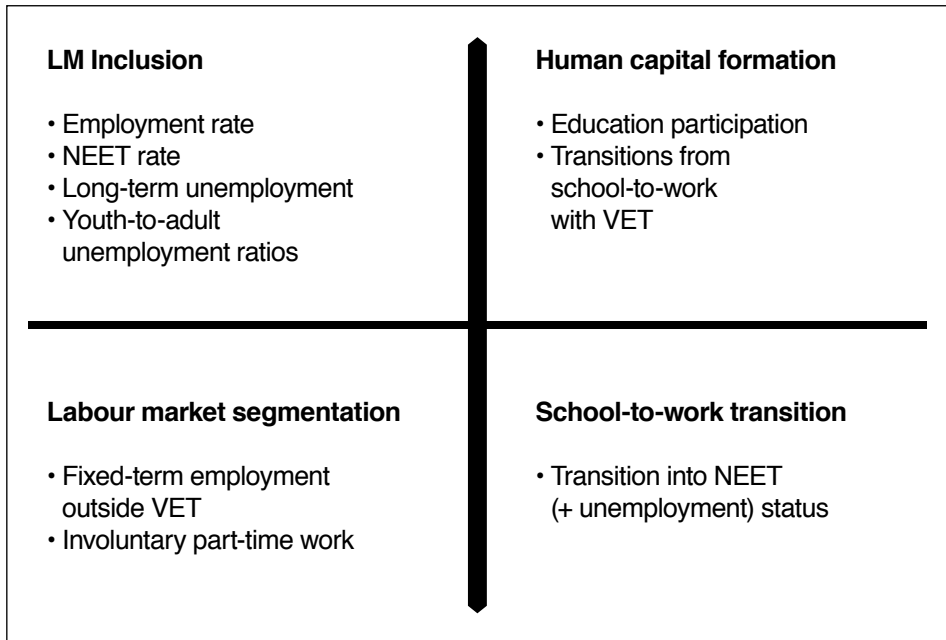 LM Inclusion
• Employment rate
• NEET rate
• Long-term unemployment
• Youth-to-adult
unemployment ratios
Human capital formation
• Education participation
• Transitions from
school-to-work
with VET
Labour market segmentation
• Fixed-term employment
outside VET
• Involuntary part-time work
School-to-work transition
• Transition into NEET
(+ unemployment) status